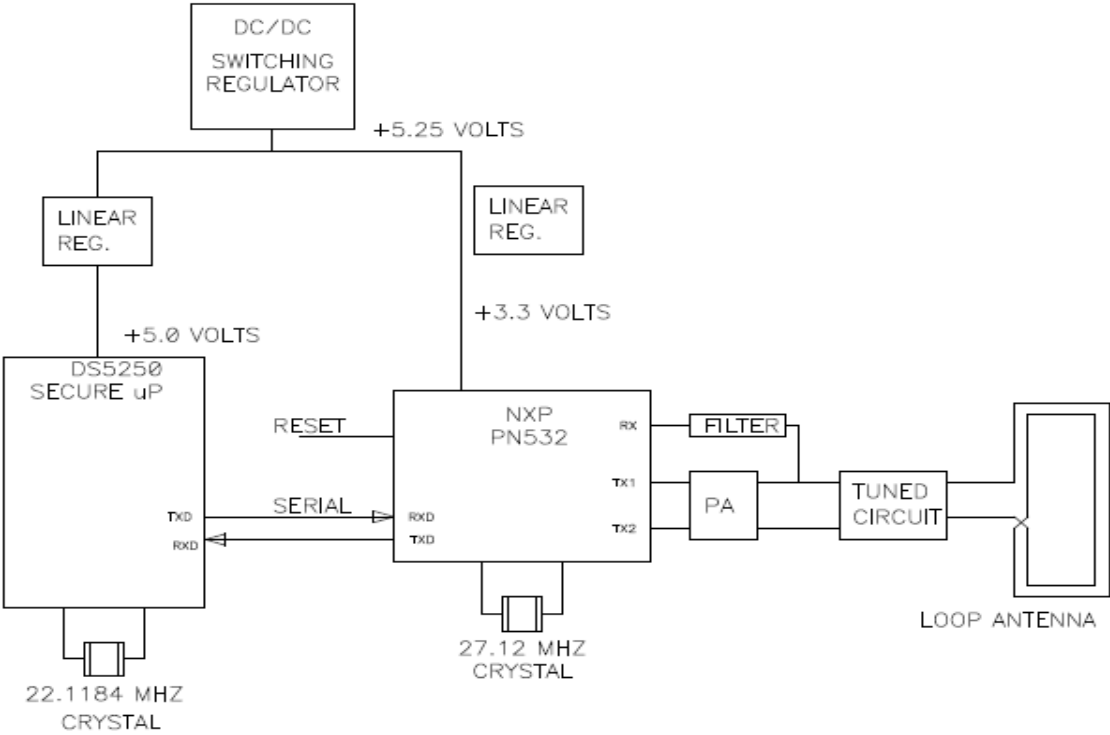 DC/DC
SWITCHING
REGULATOR
+5.25 VOLTS
LINEAR
REG.
LINEAR
REG.
+3.3 VOLTS
+5.0 VOLTS
DS5250
SECURE uP
TXD
RXD
22.1184 MHZ
CRYSTAL
RESET
SERIAL
NXP
PN532
RX
TX1
TX2
RXD
TXD
27.12 MHZ
CRYSTAL
FILTER
PA
TUNED
CIRCUIT
LOOP ANTENNA